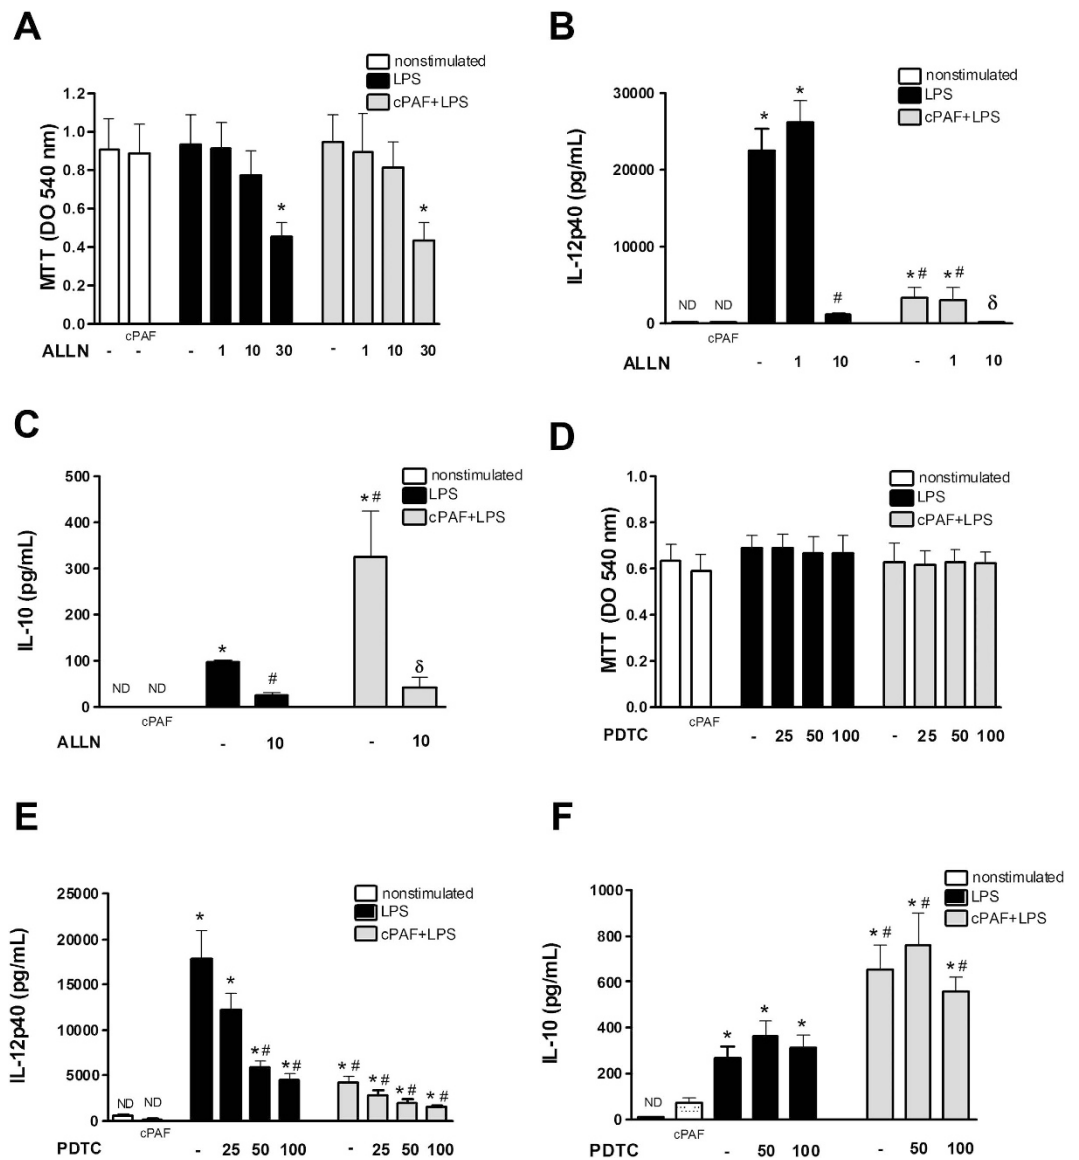 A
nonstimulated
LPS
cPAF+LPS
MTT (DO 540 nm)
1.2
1.0
0.8
0.6
0.4
0.2
0.0
* *
cPAF
ALLN - - - 1 10 30 - 1 10 30
B
nonstimulated
LPS
cPAF+LPS
IL-12p40 (pg/mL)
30000
20000
10000
0
ND ND * * # *# *# δ
cPAF
ALLN - 1 10 - 1 10
C
nonstimulated
LPS
cPAF+LPS
IL-10 (pg/mL)
500
400
300
200
100
0
ND ND * # *# δ
cPAF
ALLN - 10 - 10
D
nonstimulated
LPS
cPAF+LPS
MTT (DO 540 nm)
1.0
0.8
0.6
0.4
0.2
0.0
cPAF
PDTC - 25 50 100 - 25 50 100
E
nonstimulated
LPS
cPAF+LPS
IL-12p40 (pg/mL)
25000
20000
15000
10000
5000
0
ND ND * * *# *# *# *# *# *#
cPAF
PDTC - 25 50 100 - 25 50 100
F
nonstimulated
LPS
cPAF+LPS
IL-10 (pg/mL)
1000
800
600
400
200
0
ND * * * *# *# *#
cPAF
PDTC - 50 100 - 50 100